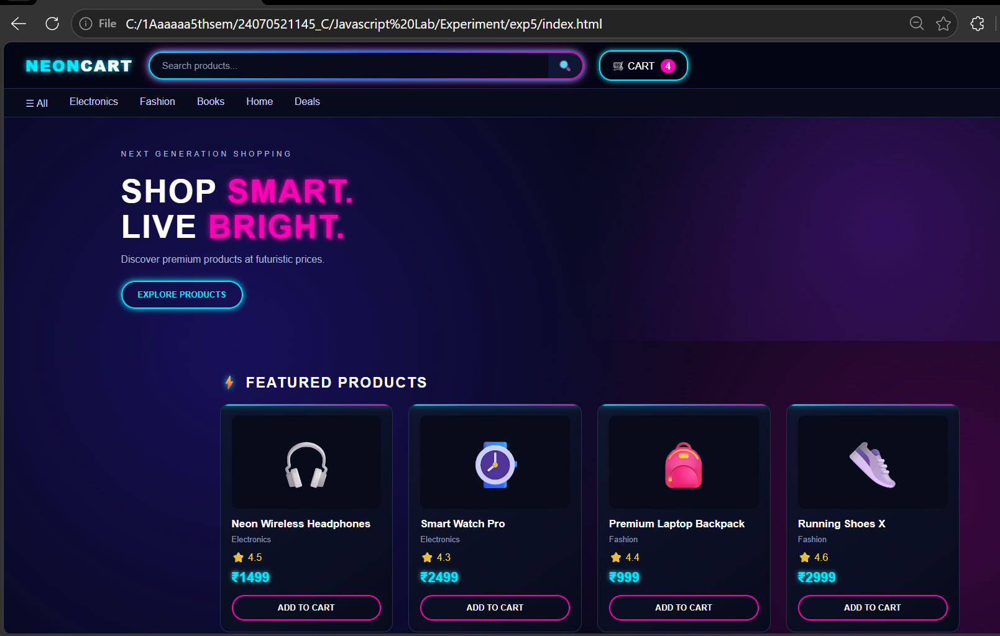 File C:/1Aaaaaa5thsem/24070521145_C/Javascript%20Lab/Experiment/exp5/index.html
NEONCART Search products... CART 4
☰ All Electronics Fashion Books Home Deals
NEXT GENERATION SHOPPING
SHOP SMART.
LIVE BRIGHT.
Discover premium products at futuristic prices.
EXPLORE PRODUCTS
FEATURED PRODUCTS
Neon Wireless Headphones
Electronics
4.5
₹1499
ADD TO CART
Smart Watch Pro
Electronics
4.3
₹2499
ADD TO CART
Premium Laptop Backpack
Fashion
4.4
₹999
ADD TO CART
Running Shoes X
Fashion
4.6
₹2999
ADD TO CART